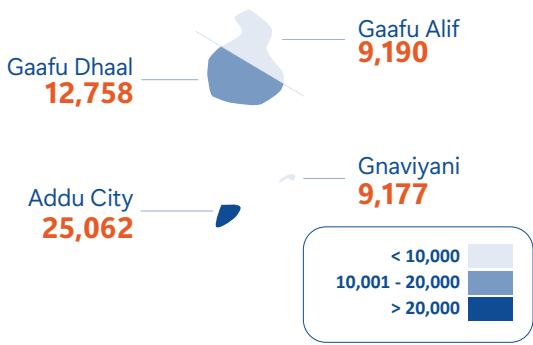 Gaafu Alif
9,190
Gaafu Dhaal
12,758
Gnaviyani
9,177
Addu City
25,062
< 10,000
10,001 - 20,000
> 20,000